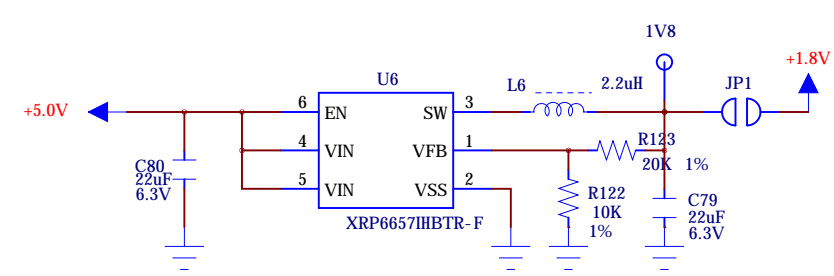 1V8
+1.8V
U6
L6
2.2uH
JP1
+5.0V
6
EN
SW
3
4
VIN
VFB
1
R123
20K 1%
C80
22uF
6.3V
5
VIN
VSS
2
R122
10K
1%
C79
22uF
6.3V
XRP6657IHBTR-F